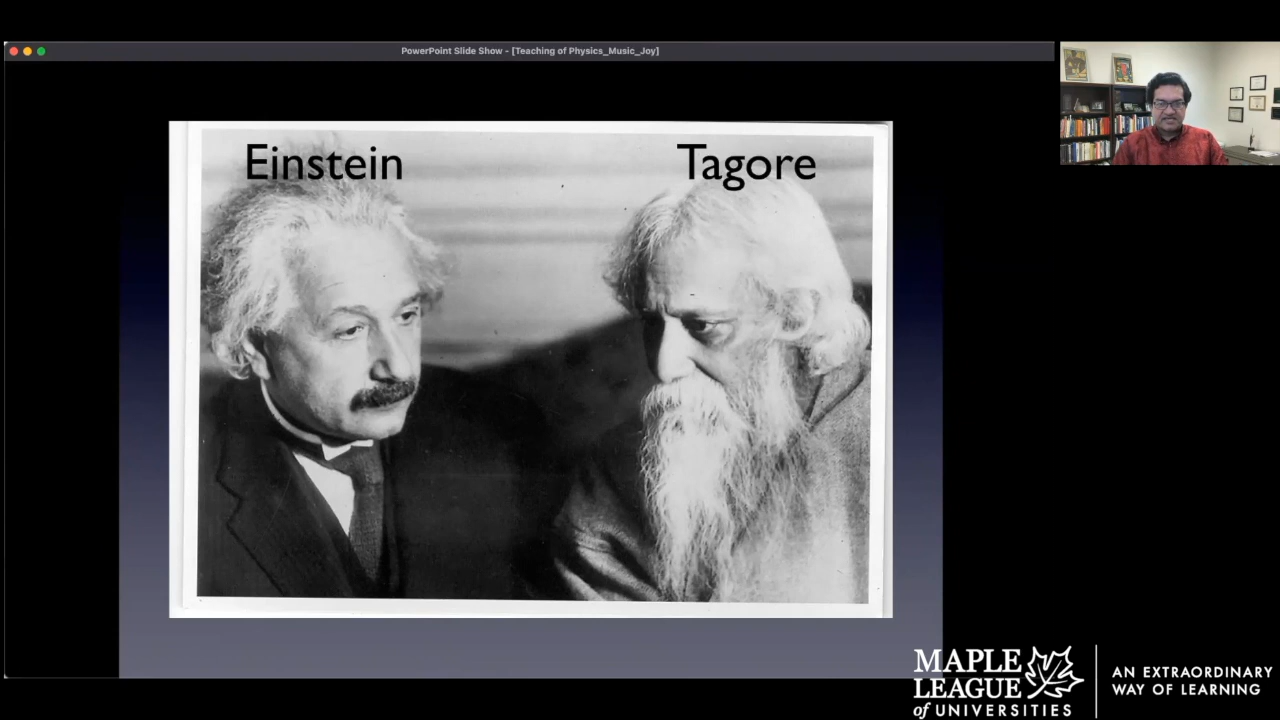 PowerPoint Slide Show - [Teaching of Physics_Music_Joy]
Einstein
Tagore
MAPLE
LEAGUE
of UNIVERSITIES
AN EXTRAORDINARY
WAY OF LEARNING